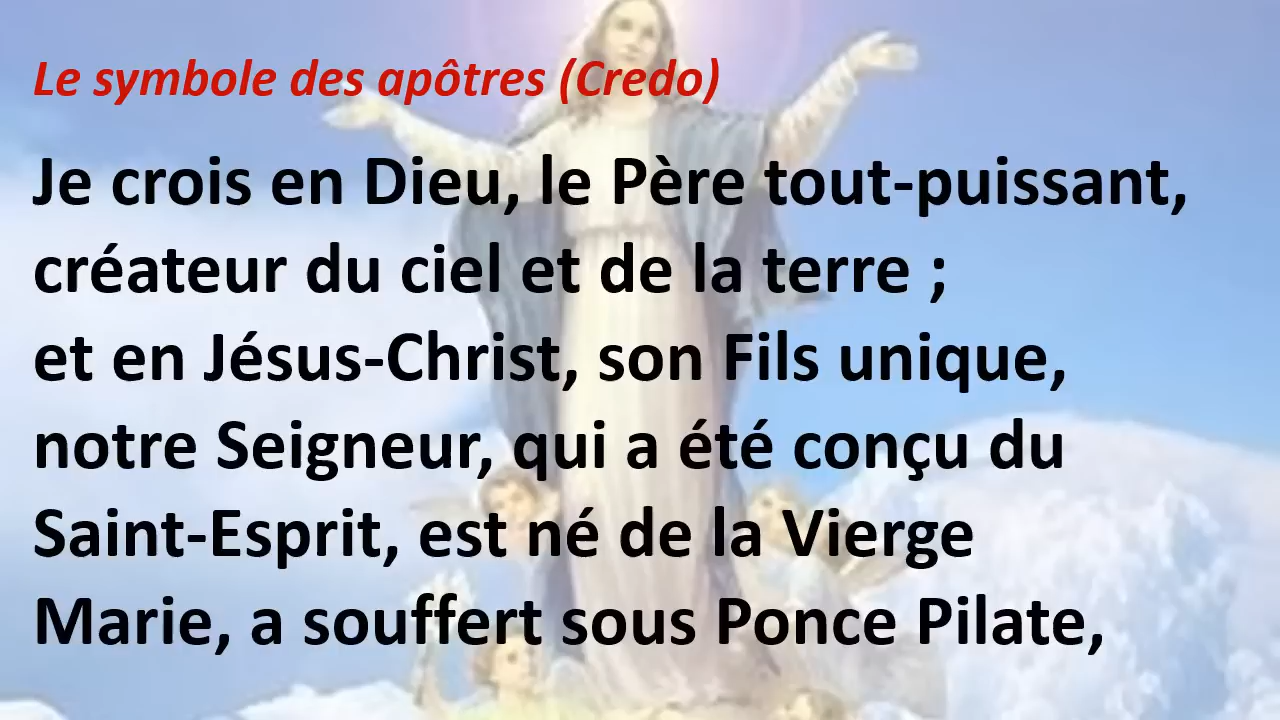 Le symbole des apôtres (Credo)
Je crois en Dieu, le Père tout-puissant,
créateur du ciel et de la terre ;
et en Jésus-Christ, son Fils unique,
notre Seigneur, qui a été conçu du
Saint-Esprit, est né de la Vierge
Marie, a souffert sous Ponce Pilate,